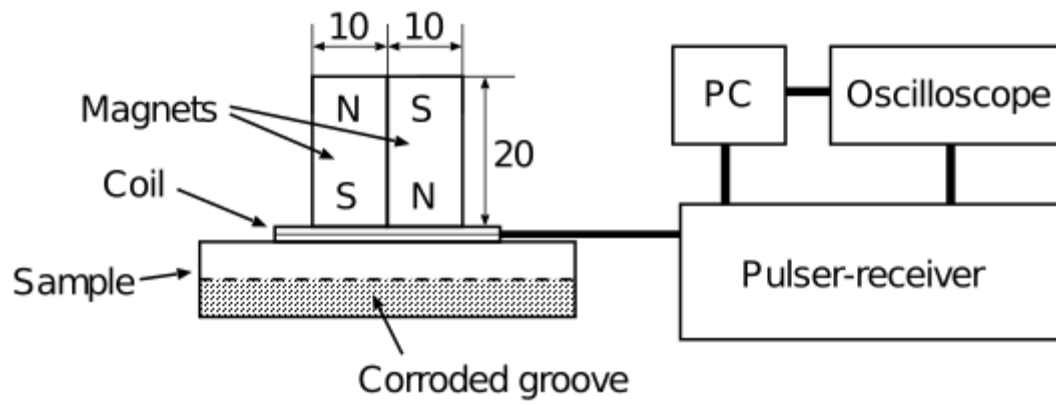 10 10
Magnets
N S
20
S N
Coil
Sample
Corroded groove
PC
Oscilloscope
Pulser-receiver